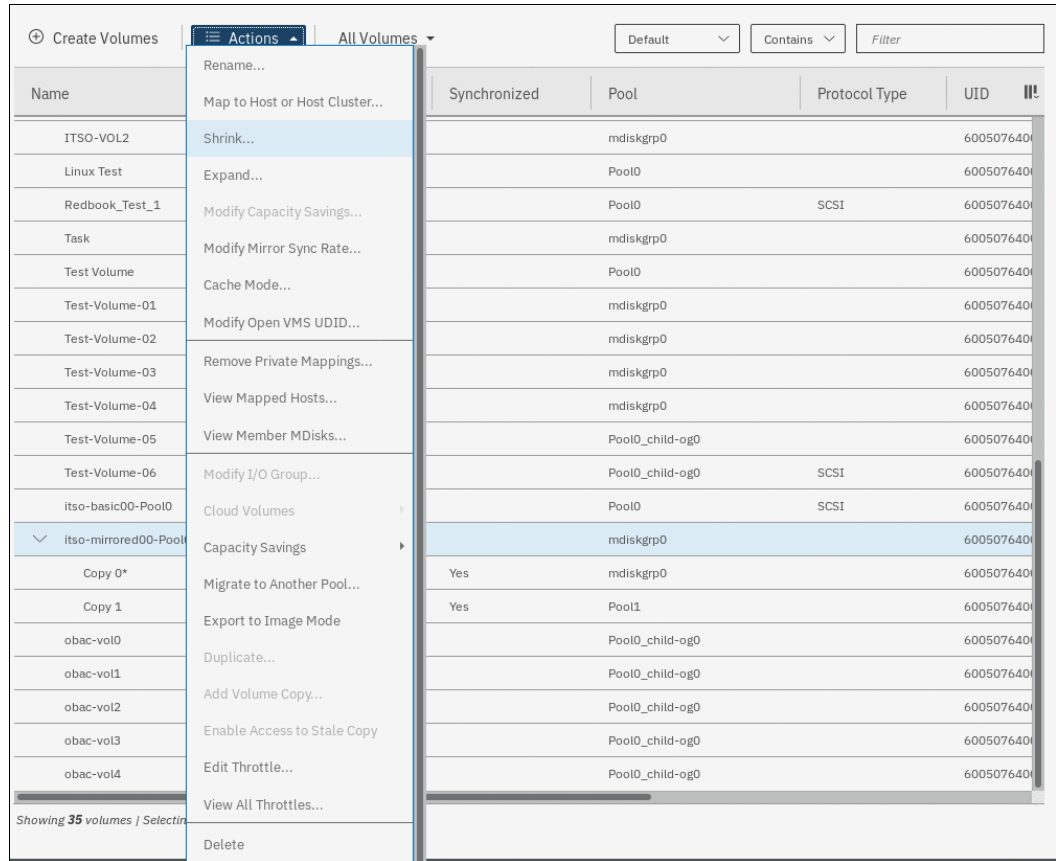 Create Volumes Actions All Volumes Default Contains Filter
Name Synchronized Pool Protocol Type UID
ITSO-VOL2 mdiskgrp0 6005076400
Linux Test Pool0 6005076400
Redbook_Test_1 Pool0 SCSI 6005076400
Task mdiskgrp0 6005076400
Test Volume Pool0 6005076400
Test-Volume-01 mdiskgrp0 6005076400
Test-Volume-02 mdiskgrp0 6005076400
Test-Volume-03 mdiskgrp0 6005076400
Test-Volume-04 mdiskgrp0 6005076400
Test-Volume-05 Pool0_child-og0 6005076400
Test-Volume-06 Pool0_child-og0 SCSI 6005076400
itso-basic00-Pool0 Pool0 SCSI 6005076400
itso-mirrored00-Pool mdiskgrp0 6005076400
Copy 0* Yes mdiskgrp0 6005076400
Copy 1 Yes Pool1 6005076400
obac-vol0 Pool0_child-og0 6005076400
obac-vol1 Pool0_child-og0 6005076400
obac-vol2 Pool0_child-og0 6005076400
obac-vol3 Pool0_child-og0 6005076400
obac-vol4 Pool0_child-og0 6005076400
Showing 35 volumes | Selectin
Rename...
Map to Host or Host Cluster...
Shrink...
Expand...
Modify Capacity Savings...
Modify Mirror Sync Rate...
Cache Mode...
Modify Open VMS UDID...
Remove Private Mappings...
View Mapped Hosts...
View Member MDisks...
Modify I/O Group...
Cloud Volumes
Capacity Savings
Migrate to Another Pool...
Export to Image Mode
Duplicate...
Add Volume Copy...
Enable Access to Stale Copy
Edit Throttle...
View All Throttles...
Delete